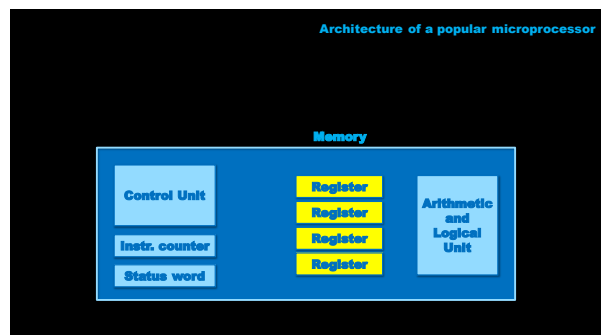 Architecture of a popular microprocessor
Memory
Control Unit
Instr. counter
Status word
Register
Register
Register
Register
Arithmetic
and
Logical
Unit